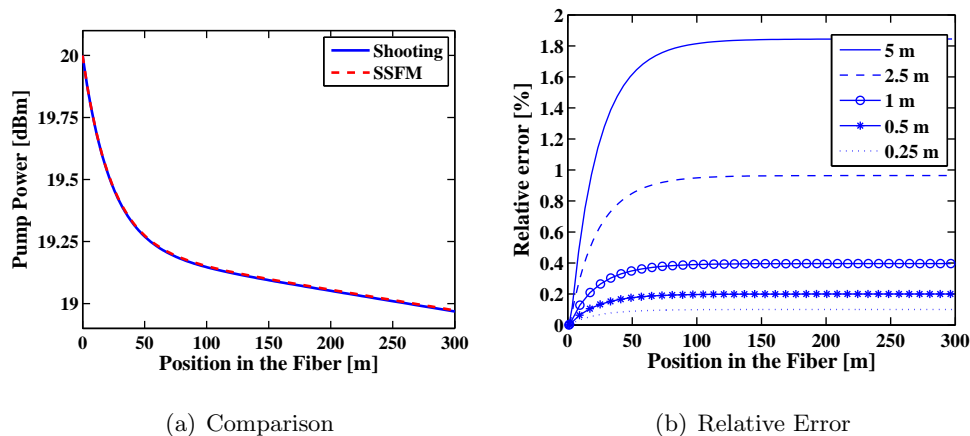 20
19.75
19.5
19.25
19
0 50 100 150 200 250 300
Pump Power [dBm]
Position in the Fiber [m]
Shooting
SSFM
2
1.8
1.6
1.4
1.2
1
0.8
0.6
0.4
0.2
0
0 50 100 150 200 250 300
Relative error [%]
Position in the Fiber [m]
5 m
2.5 m
1 m
0.5 m
0.25 m
(a) Comparison
(b) Relative Error